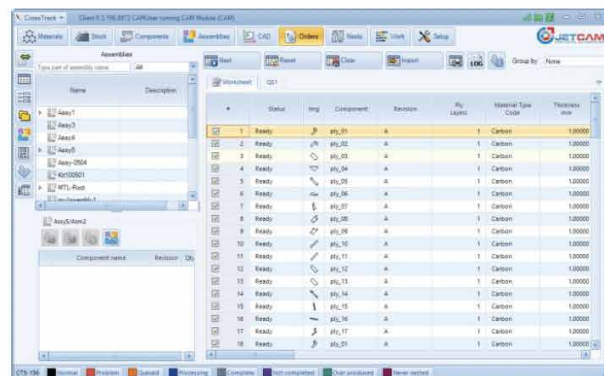 CrossTrack
Client 9.3.196.8972 CAMUser running CAM Module (CAM)
Materials Stock Components Assemblies CAD Orders Nests Work Setup
JETCAM
Assemblies
Type part of assembly name All
Name Description
Assy1
Assy3
Assy4
Assy5
Assy-0504
Kit100501
MTL-Root
Assy5/Asm2
Component name Revision Qty
Nest Reset Clear Import LOG Group by: None
Worksheet QS1
# Status Img Component Revision Ply Layers Material Type Code Thickness mm
1 Ready ply_01 A 1 Carbon 1.00000
2 Ready ply_02 A 1 Carbon 1.00000
3 Ready ply_03 A 1 Carbon 1.00000
4 Ready ply_04 A 1 Carbon 1.00000
5 Ready ply_05 A 1 Carbon 1.00000
6 Ready ply_06 A 1 Carbon 1.00000
7 Ready ply_07 A 1 Carbon 1.00000
8 Ready ply_08 A 1 Carbon 1.00000
9 Ready ply_09 A 1 Carbon 1.00000
10 Ready ply_10 A 1 Carbon 1.00000
11 Ready ply_11 A 1 Carbon 1.00000
12 Ready ply_12 A 1 Carbon 1.00000
13 Ready ply_13 A 1 Carbon 1.00000
14 Ready ply_14 A 1 Carbon 1.00000
15 Ready ply_15 A 1 Carbon 1.00000
16 Ready ply_16 A 1 Carbon 1.00000
17 Ready ply_17 A 1 Carbon 1.00000
18 Ready ply_01 A 1 Carbon 1.00000
CTS-196 Normal Problem Queued Processing Complete Not completed Over produced Never nested